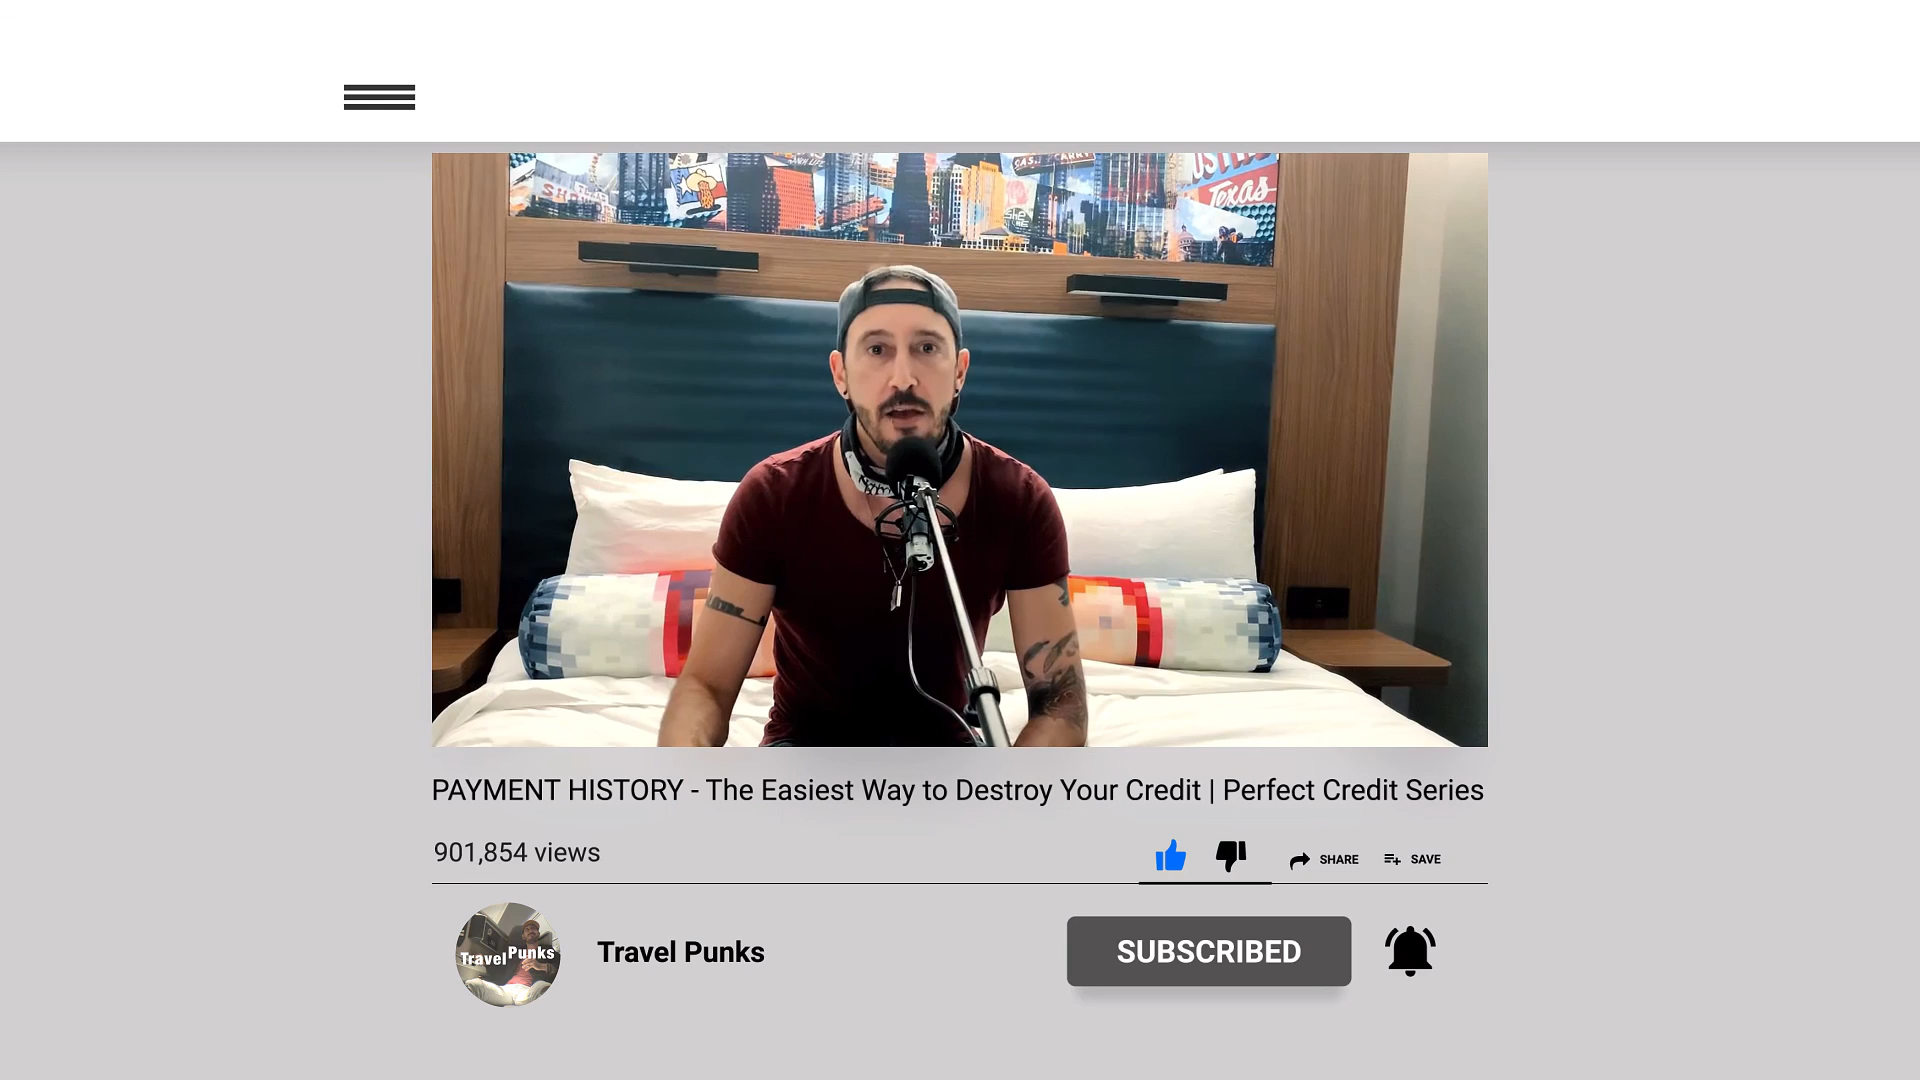 Texas
PAYMENT HISTORY - The Easiest Way to Destroy Your Credit | Perfect Credit Series
901,854 views
SHARE
SAVE
Travel Punks
Travel Punks
SUBSCRIBED